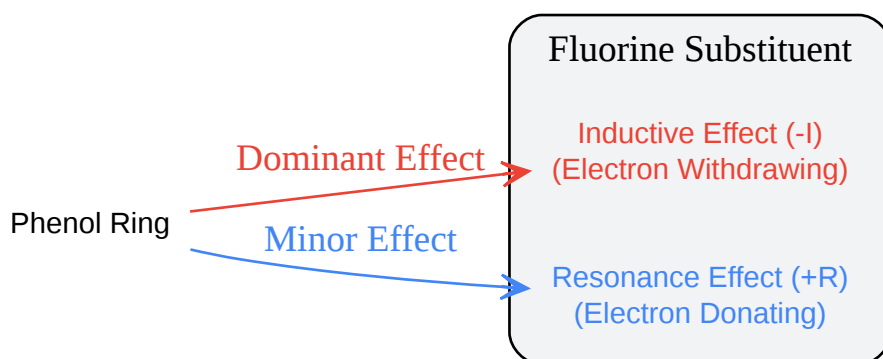 Fluorine Substituent
Inductive Effect (-I)
(Electron Withdrawing)
Dominant Effect
Phenol Ring
Minor Effect
Resonance Effect (+R)
(Electron Donating)